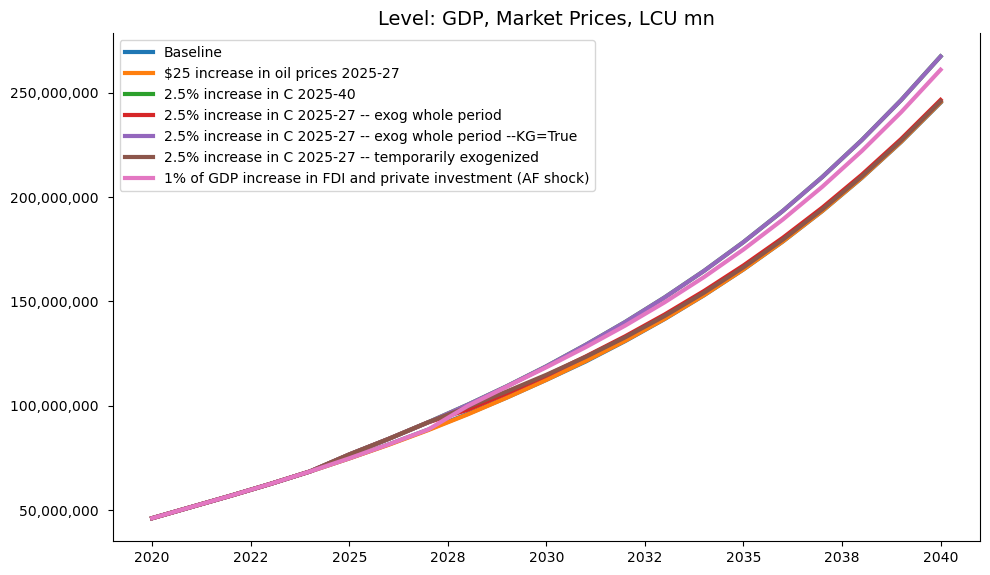 Level: GDP, Market Prices, LCU mn
Baseline
$25 increase in oil prices 2025-27
2.5% increase in C 2025-40
2.5% increase in C 2025-27 -- exog whole period
2.5% increase in C 2025-27 -- exog whole period --KG=True
2.5% increase in C 2025-27 -- temporarily exogenized
1% of GDP increase in FDI and private investment (AF shock)
250,000,000
200,000,000
150,000,000
100,000,000
50,000,000
2020 2022 2025 2028 2030 2032 2035 2038 2040